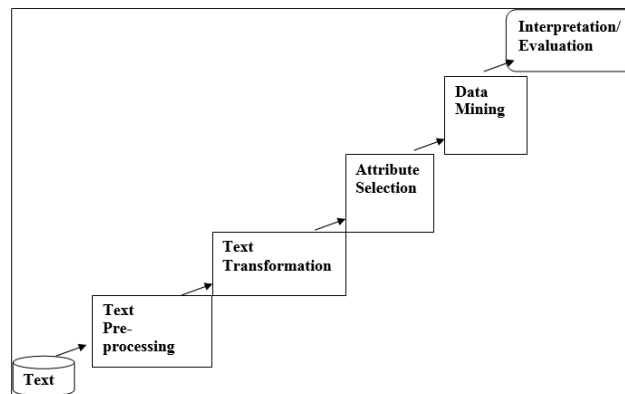 Interpretation/
Evaluation
Data
Mining
Attribute
Selection
Text
Transformation
Text
Pre-
processing
Text